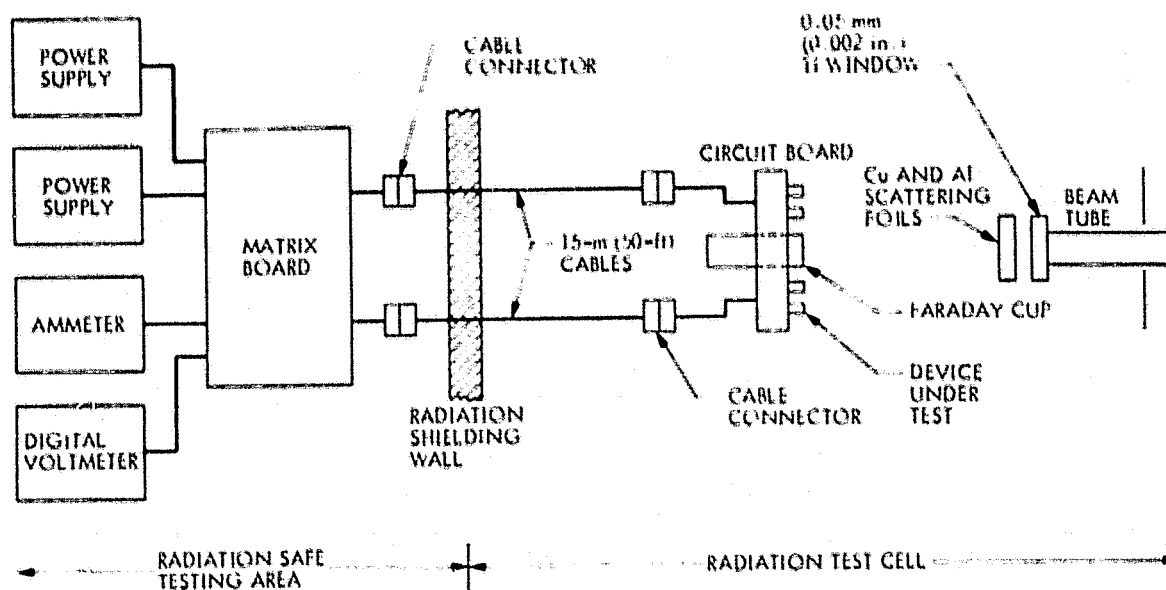 POWER
SUPPLY
POWER
SUPPLY
AMMETER
DIGITAL
VOLTMETER
MATRIX
BOARD
CABLE
CONNECTOR
RADIATION
SHIELDING
WALL
15-m (50-ft)
CABLES
CIRCUIT BOARD
CABLE
CONNECTOR
0.05 mm
(0.002 in.)
WINDOW
Cu AND Al
SCATTERING
FOILS
BEAM
TUBE
FARADAY CUP
DEVICE
UNDER
TEST
RADIATION SAFE
TESTING AREA
RADIATION TEST CELL